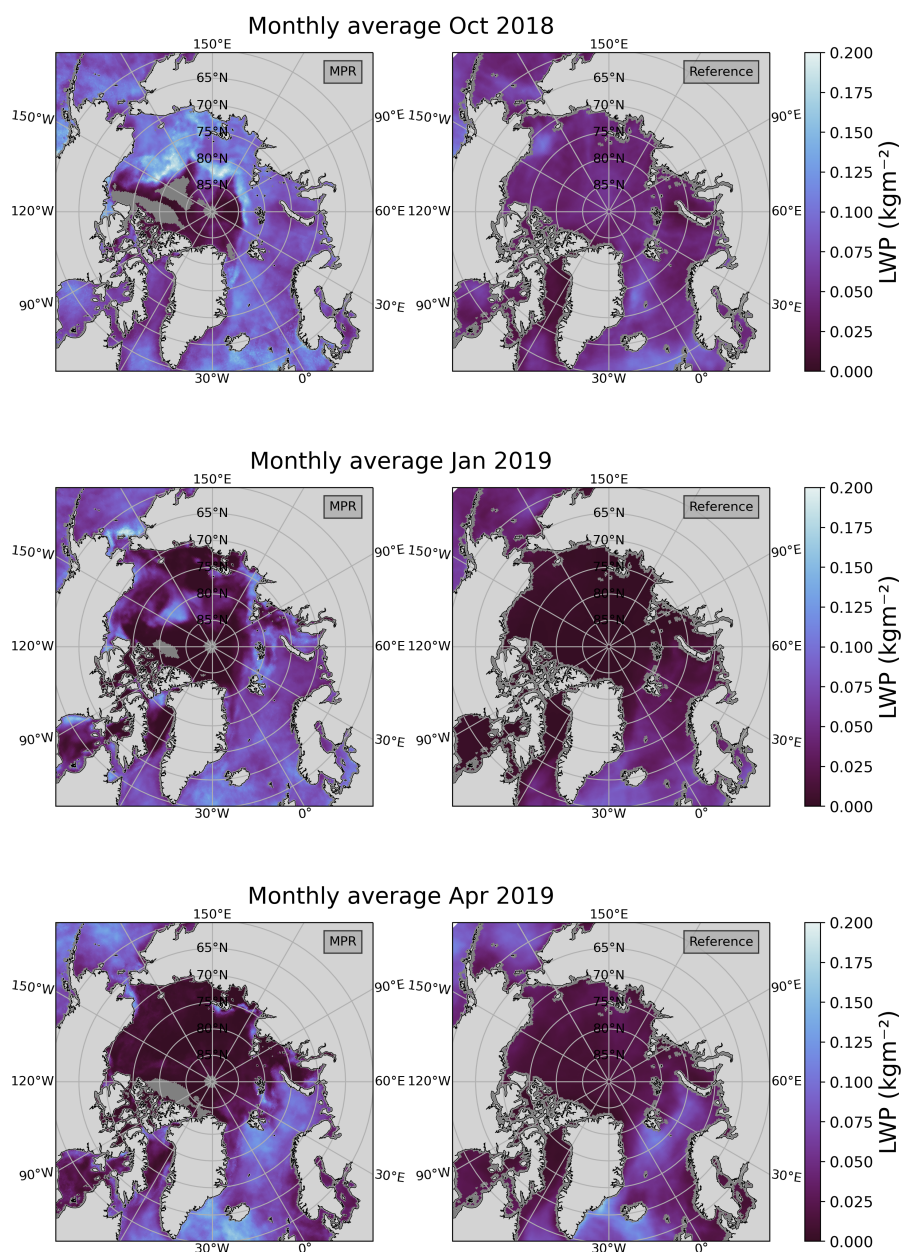 Monthly average Oct 2018
150°E
MPR
65°N
70°N
75°N
80°N
85°N
150°W
90°E
120°W
60°E
90°W
30°E
30°W
0°
150°E
Reference
65°N
70°N
75°N
80°N
85°N
150°W
90°E
120°W
60°E
90°W
30°E
30°W
0°
0.200
0.175
0.150
0.125
0.100
0.075
0.050
0.025
0.000
LWP (kgm⁻²)
Monthly average Jan 2019
150°E
MPR
65°N
70°N
75°N
80°N
85°N
150°W
90°E
120°W
60°E
90°W
30°E
30°W
0°
150°E
Reference
65°N
70°N
75°N
80°N
85°N
150°W
90°E
120°W
60°E
90°W
30°E
30°W
0°
0.200
0.175
0.150
0.125
0.100
0.075
0.050
0.025
0.000
LWP (kgm⁻²)
Monthly average Apr 2019
150°E
MPR
65°N
70°N
75°N
80°N
85°N
150°W
90°E
120°W
60°E
90°W
30°E
30°W
0°
150°E
Reference
65°N
70°N
75°N
80°N
85°N
150°W
90°E
120°W
60°E
90°W
30°E
30°W
0°
0.200
0.175
0.150
0.125
0.100
0.075
0.050
0.025
0.000
LWP (kgm⁻²)